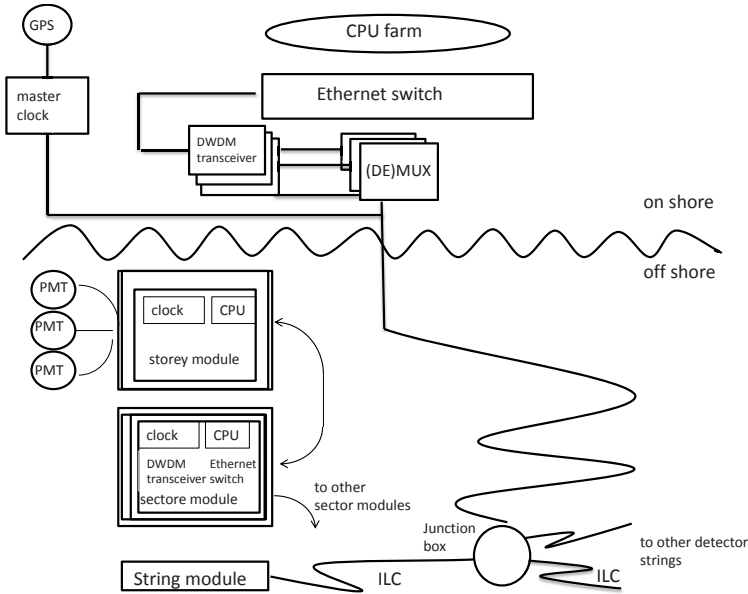 GPS
CPU farm
master
clock
Ethernet switch
DWDM
transceiver
(DE)MUX
on shore
off shore
PMT
PMT
PMT
clock
CPU
storey module
clock
CPU
DWDM Ethernet
transceiver switch
sectore module
to other
sector modules
Junction
box
to other detector
strings
String module
ILC
ILC